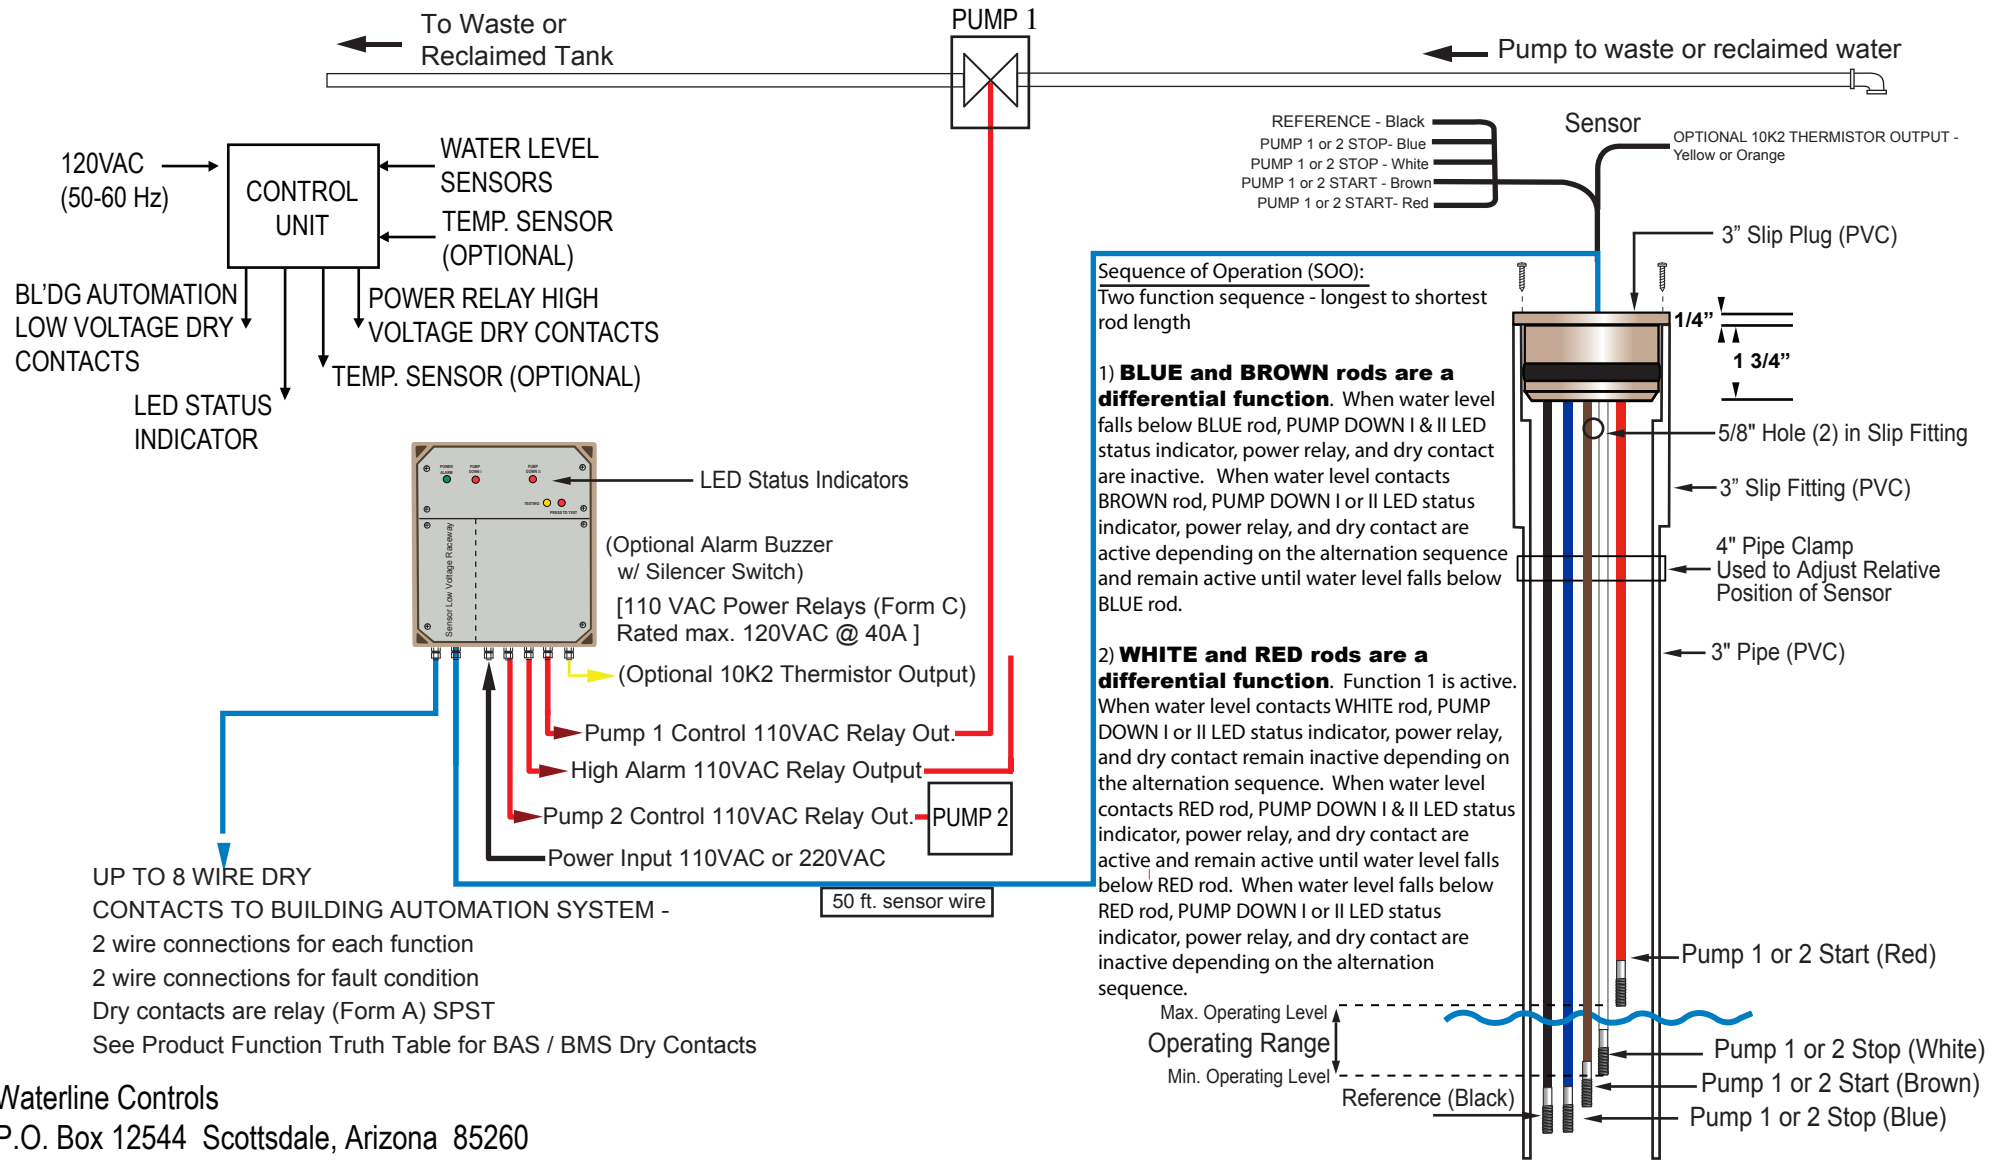 To Waste or
Reclaimed Tank
PUMP 1
Pump to waste or reclaimed water
120VAC
(50-60 Hz)
CONTROL
UNIT
WATER LEVEL
SENSORS
TEMP. SENSOR
(OPTIONAL)
BL'DG AUTOMATION
LOW VOLTAGE DRY
CONTACTS
POWER RELAY HIGH
VOLTAGE DRY CONTACTS
TEMP. SENSOR (OPTIONAL)
LED STATUS
INDICATOR
REFERENCE - Black
PUMP 1 or 2 STOP- Blue
PUMP 1 or 2 STOP - White
PUMP 1 or 2 START - Brown
PUMP 1 or 2 START- Red
Sensor
OPTIONAL 10K2 THERMISTOR OUTPUT -
Yellow or Orange
3” Slip Plug (PVC)
1/4”
1 3/4”
5/8" Hole (2) in Slip Fitting
3” Slip Fitting (PVC)
4" Pipe Clamp
Used to Adjust Relative
Position of Sensor
3" Pipe (PVC)
Sequence of Operation (SOO):
Two function sequence - longest to shortest
rod length
1) BLUE and BROWN rods are a
differential function. When water level
falls below BLUE rod, PUMP DOWN I & II LED
status indicator, power relay, and dry contact
are inactive. When water level contacts
BROWN rod, PUMP DOWN I or II LED status
indicator, power relay, and dry contact are
active depending on the alternation sequence
and remain active until water level falls below
BLUE rod.
2) WHITE and RED rods are a
differential function. Function 1 is active.
When water level contacts WHITE rod, PUMP
DOWN I or II LED status indicator, power relay,
and dry contact remain inactive depending on
the alternation sequence. When water level
contacts RED rod, PUMP DOWN I & II LED status
indicator, power relay, and dry contact are
active and remain active until water level falls
below RED rod. When water level falls below
RED rod, PUMP DOWN I or II LED status
indicator, power relay, and dry contact are
inactive depending on the alternation
sequence.
POWER
ALARM
PUMP
DOWN I
PUMP
DOWN II
TESTING
PRESS TO TEST
Sensor Low Voltage Raceway
LED Status Indicators
(Optional Alarm Buzzer
w/ Silencer Switch)
[110 VAC Power Relays (Form C)
Rated max. 120VAC @ 40A ]
(Optional 10K2 Thermistor Output)
Pump 1 Control 110VAC Relay Out.
High Alarm 110VAC Relay Output
Pump 2 Control 110VAC Relay Out.
PUMP 2
Power Input 110VAC or 220VAC
50 ft. sensor wire
UP TO 8 WIRE DRY
CONTACTS TO BUILDING AUTOMATION SYSTEM -
2 wire connections for each function
2 wire connections for fault condition
Dry contacts are relay (Form A) SPST
See Product Function Truth Table for BAS / BMS Dry Contacts
Max. Operating Level
Operating Range
Min. Operating Level
Reference (Black)
Pump 1 or 2 Start (Red)
Pump 1 or 2 Stop (White)
Pump 1 or 2 Start (Brown)
Pump 1 or 2 Stop (Blue)
Waterline Controls
P.O. Box 12544 Scottsdale, Arizona 85260